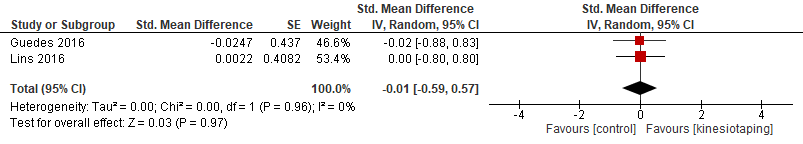 Std. Mean Difference Std. Mean Difference
Study or Subgroup Std. Mean Difference SE Weight IV, Random, 95% CI IV, Random, 95% CI
Guedes 2016 -0.0247 0.437 46.6% -0.02 [-0.88, 0.83]
Lins 2016 0.0022 0.4082 53.4% 0.00 [-0.80, 0.80]
Total (95% CI) 100.0% -0.01 [-0.59, 0.57]
Heterogeneity: Tau² = 0.00; Chi² = 0.00, df = 1 (P = 0.96); I² = 0%
Test for overall effect: Z = 0.03 (P = 0.97)
-4 -2 0 2 4
Favours [control] Favours [kinesiotaping]